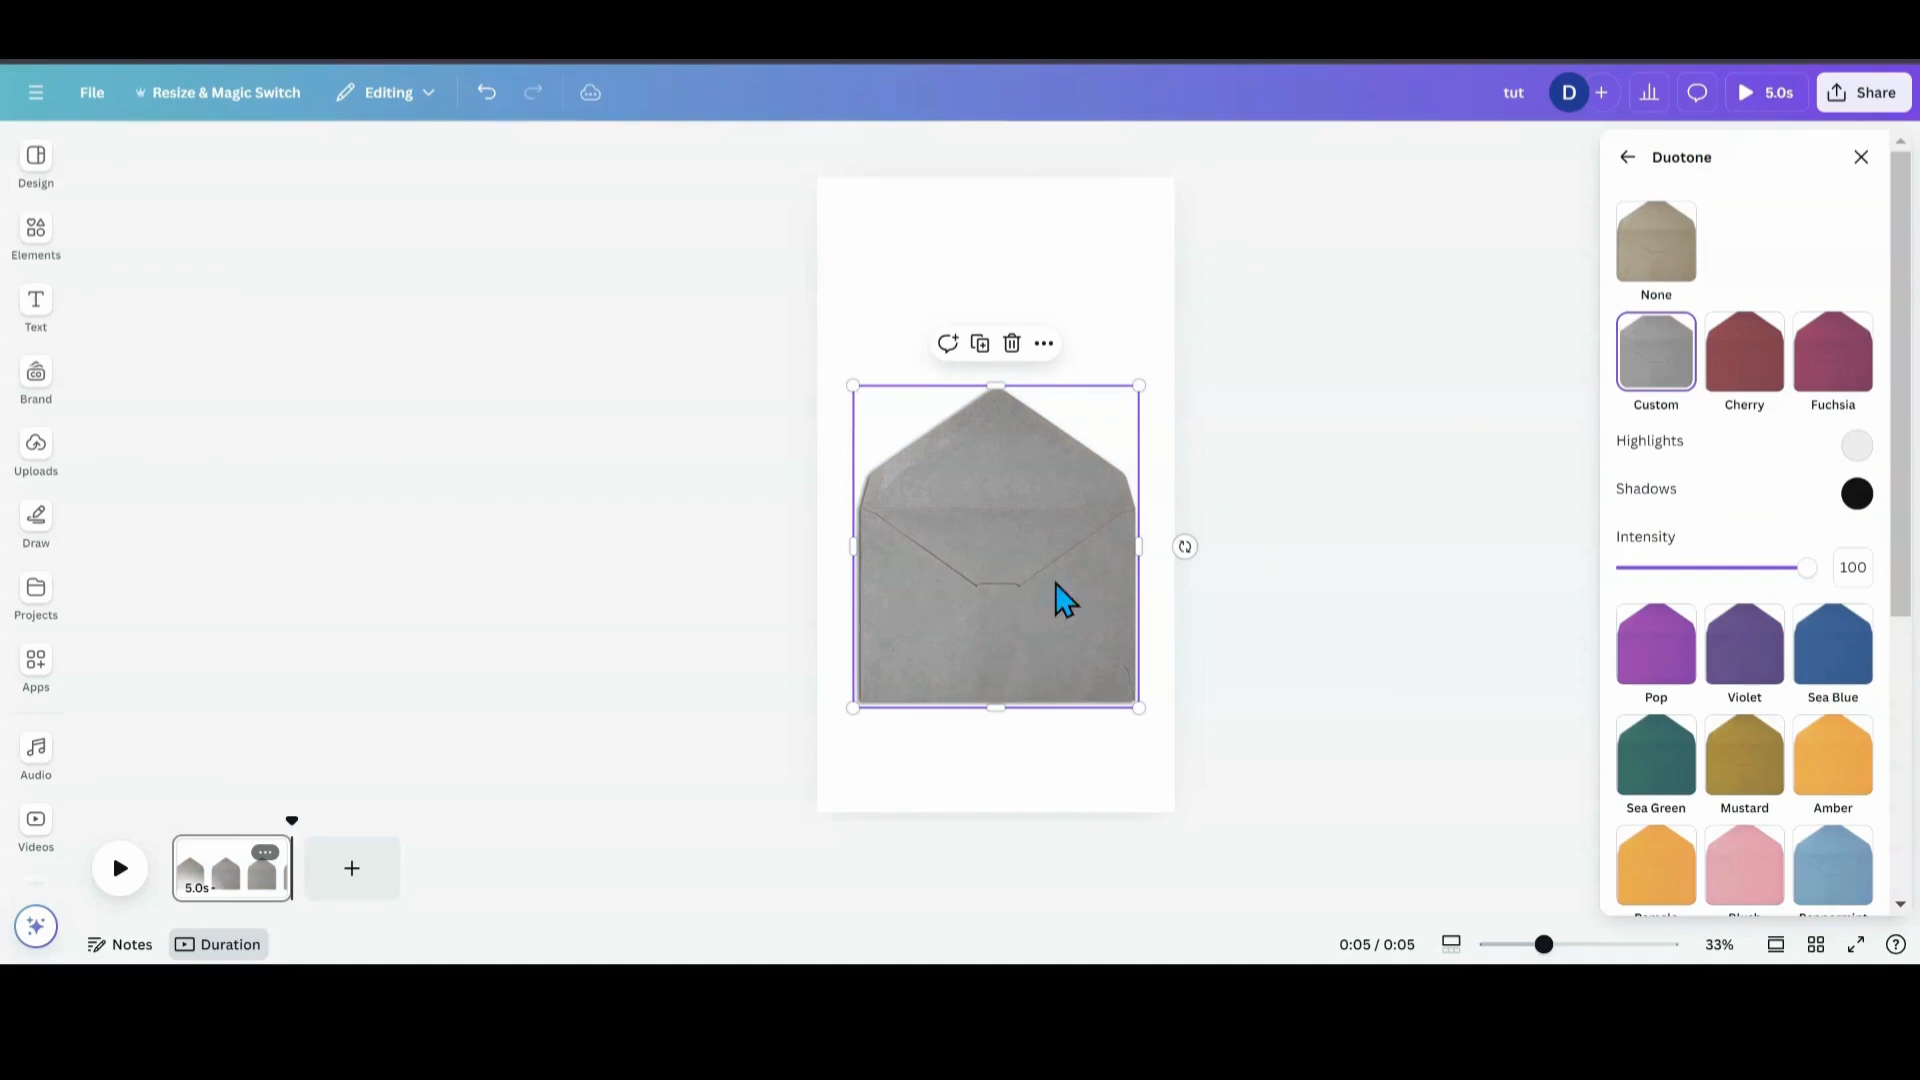 File
Resize & Magic Switch
Editing
tut
D
5.0s
Share
Design
Elements
Text
Brand
Uploads
Draw
Projects
Apps
Audio
Videos
Duotone
None
Custom
Cherry
Fuchsia
Highlights
Shadows
Intensity
100
Pop
Violet
Sea Blue
Sea Green
Mustard
Amber
5.0s
Notes
Duration
0:05 / 0:05
33%